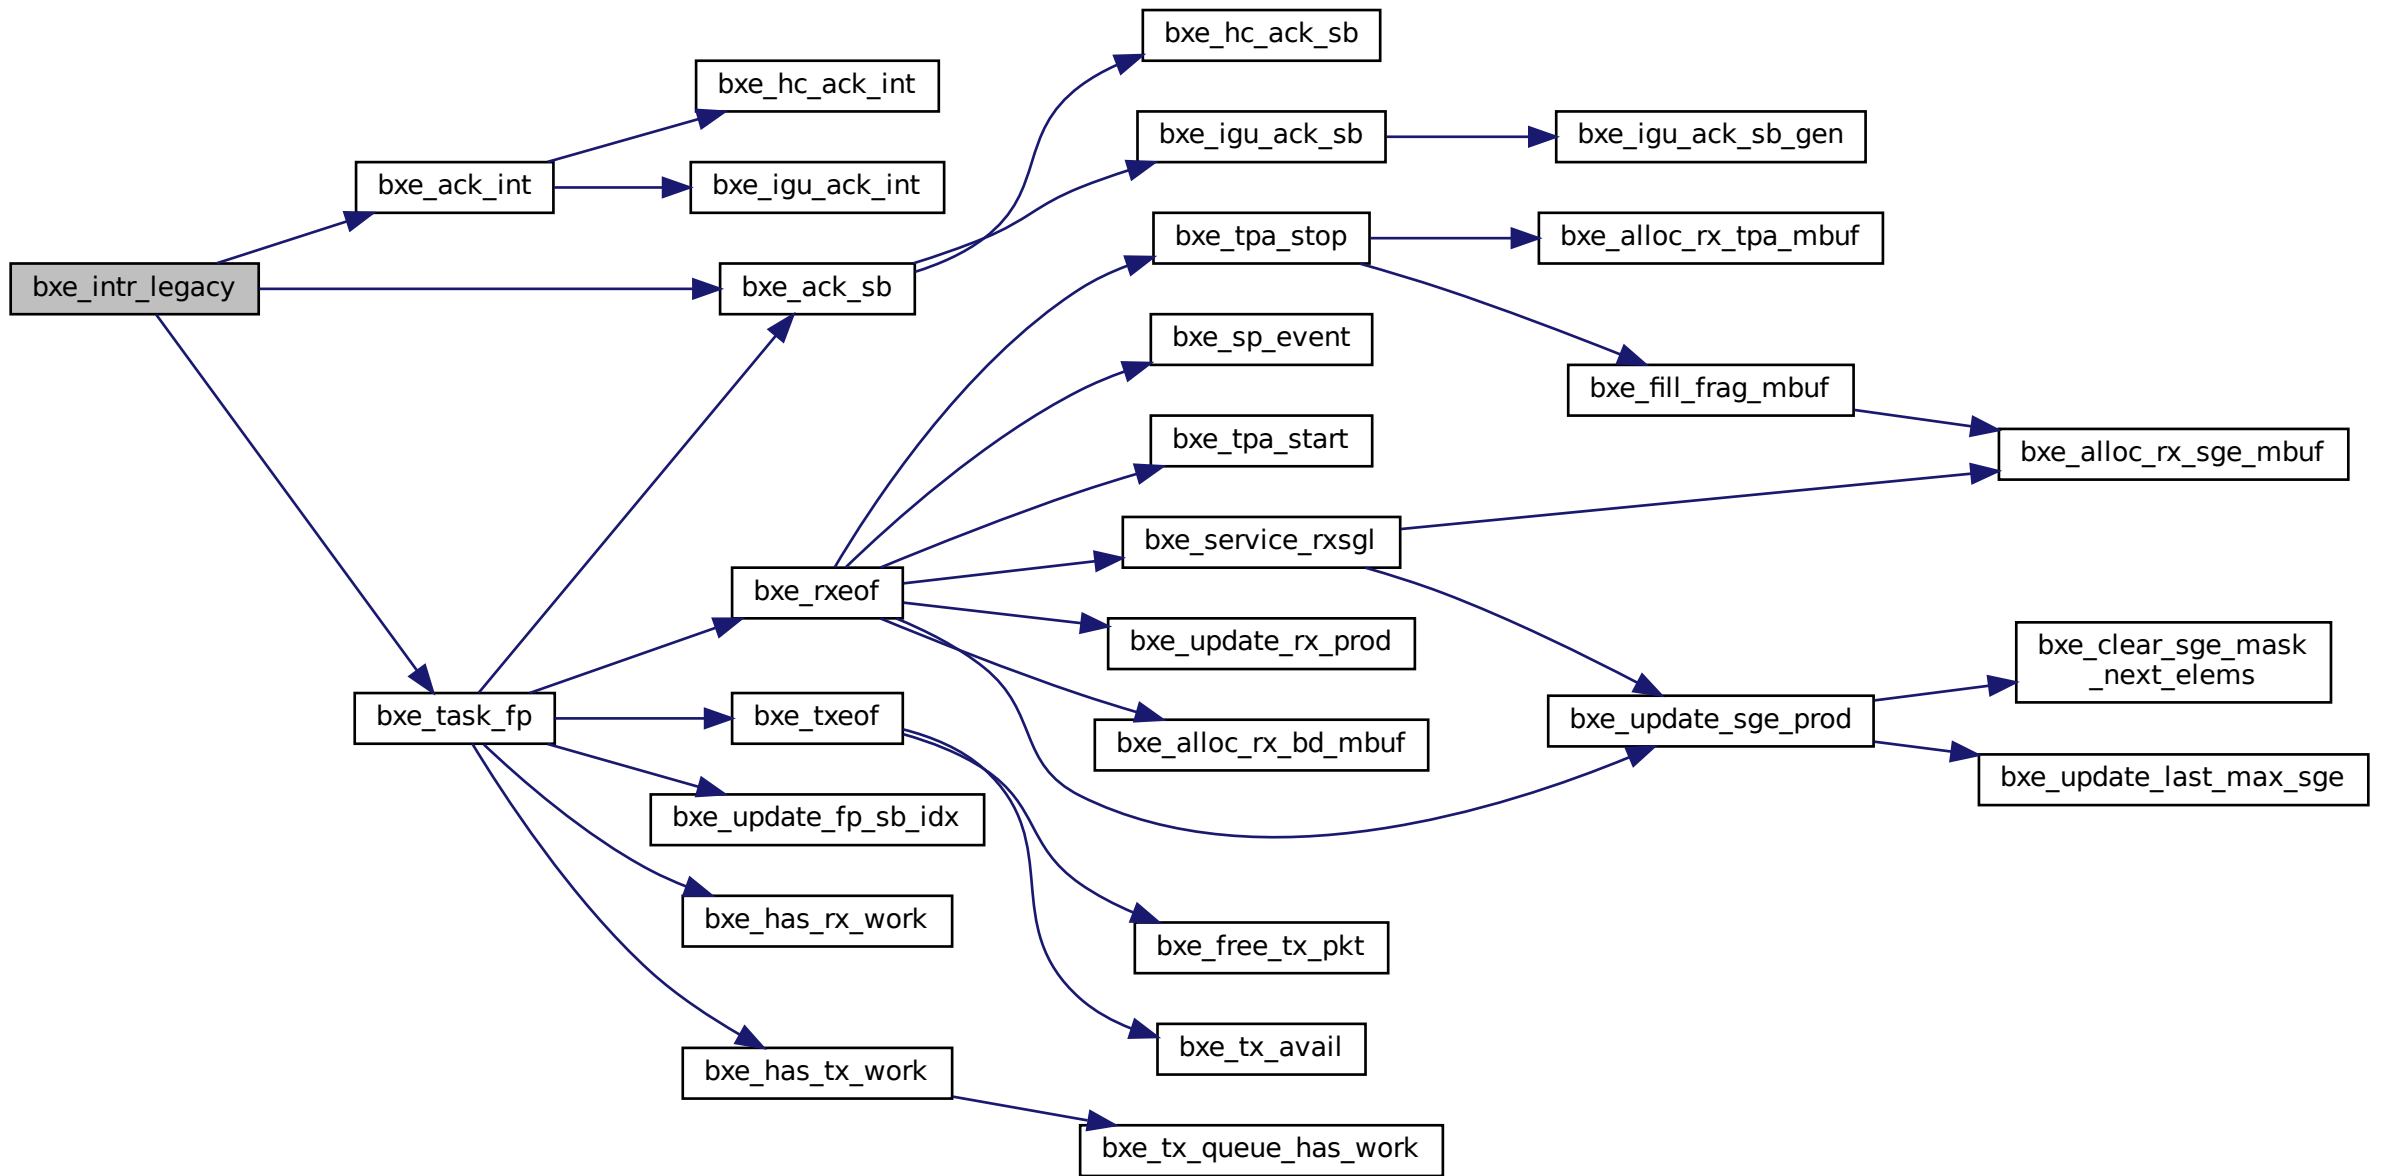 bxe_intr_legacy
bxe_ack_int
bxe_hc_ack_int
bxe_igu_ack_int
bxe_ack_sb
bxe_hc_ack_sb
bxe_igu_ack_sb
bxe_igu_ack_sb_gen
bxe_task_fp
bxe_rxeof
bxe_tpa_stop
bxe_alloc_rx_tpa_mbuf
bxe_fill_frag_mbuf
bxe_alloc_rx_sge_mbuf
bxe_sp_event
bxe_tpa_start
bxe_service_rxsgl
bxe_update_rx_prod
bxe_alloc_rx_bd_mbuf
bxe_update_sge_prod
bxe_clear_sge_mask
_next_elems
bxe_update_last_max_sge
bxe_txeof
bxe_free_tx_pkt
bxe_tx_avail
bxe_update_fp_sb_idx
bxe_has_rx_work
bxe_has_tx_work
bxe_tx_queue_has_work